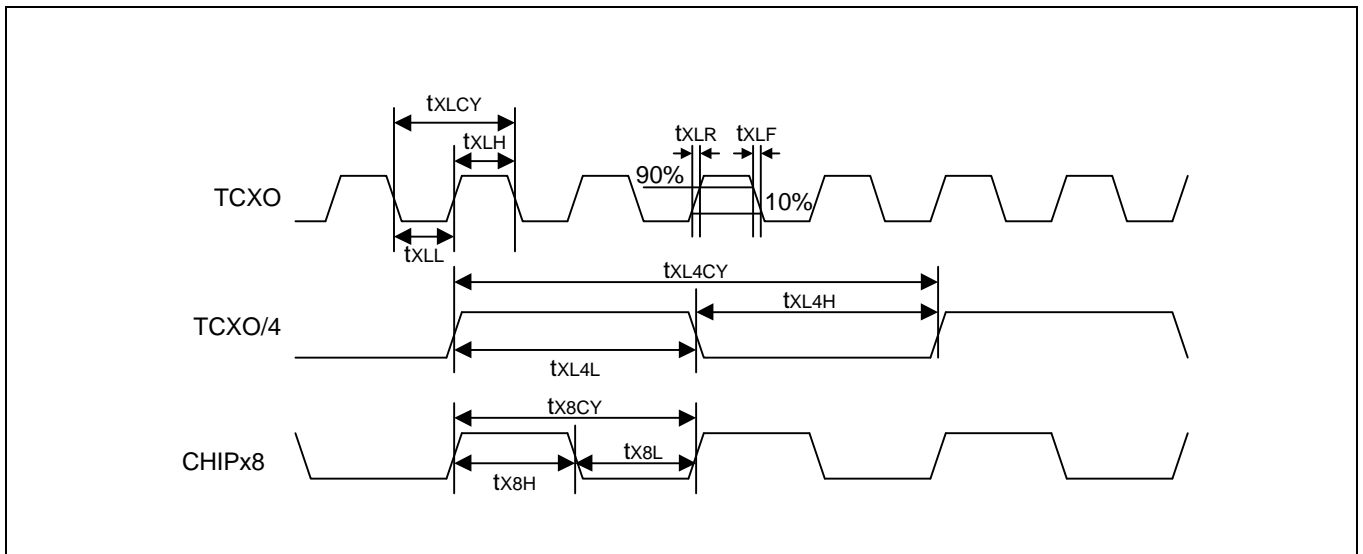 tXLCY
tXLH
tXLR tXLF
90%
TCXO
10%
tXLL
tXL4CY
tXL4H
TCXO/4
tXL4L
tX8CY
tX8L
CHIPx8
tX8H